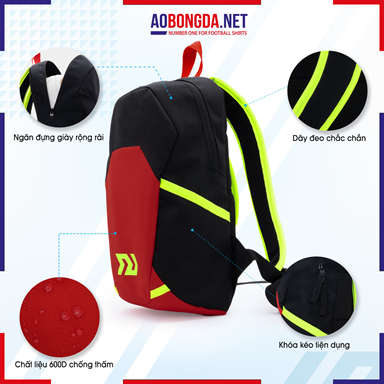 AOBONGDA.NET
NUMBER ONE FOR FOOTBALL SHIRTS
Ngăn đựng giày rộng rãi
Dây đeo chắc chắn
Chất liệu 600D chống thấm
Khóa kéo tiện dụng